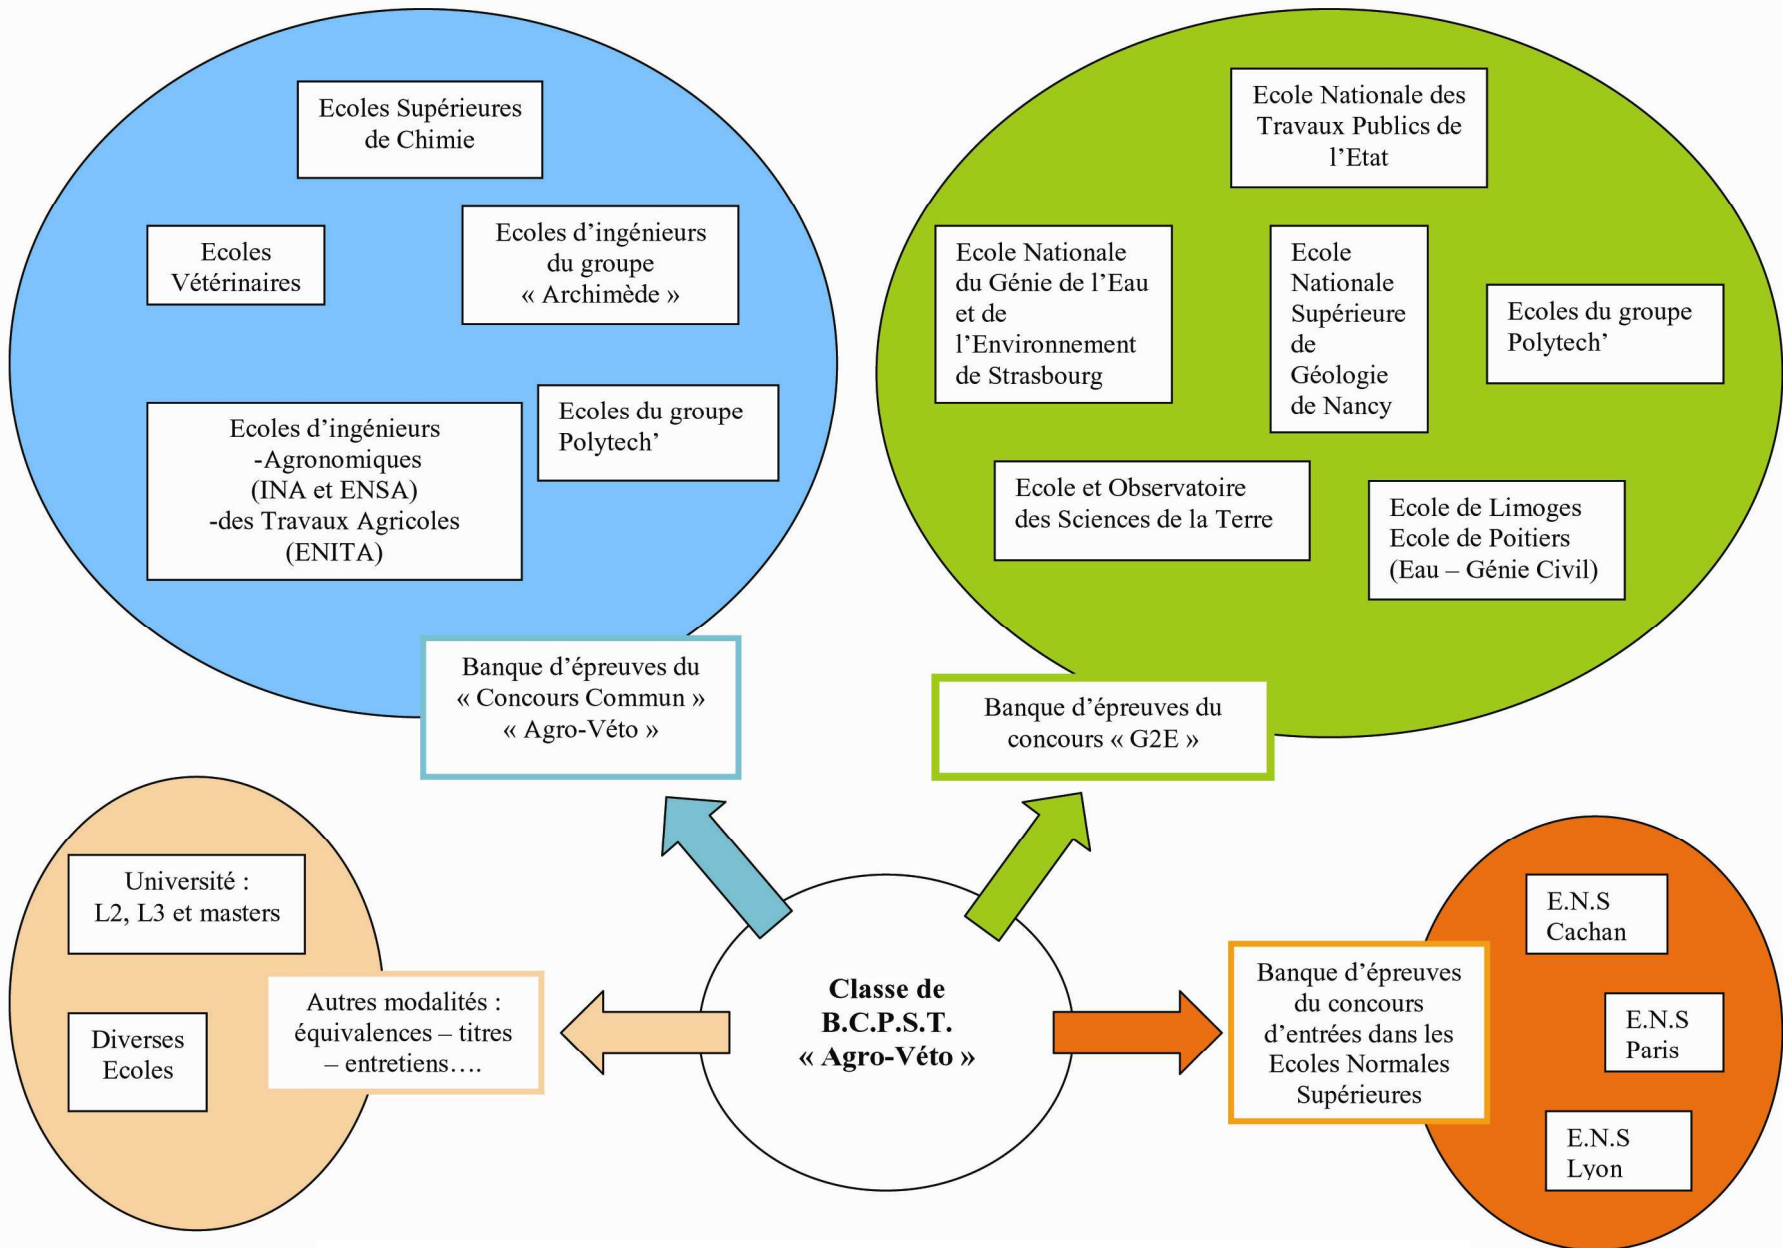 Ecoles Supérieures
de Chimie
Ecoles
Vétérinaires
Ecoles d’ingénieurs
du groupe
« Archimède »
Ecoles d’ingénieurs
-Agronomiques
(INA et ENSA)
-des Travaux Agricoles
(ENITA)
Ecoles du groupe
Polytech’
Banque d’épreuves du
« Concours Commun »
« Agro-Véto »
Ecole Nationale des
Travaux Publics de
l’Etat
Ecole Nationale
du Génie de l’Eau
et de
l’Environnement
de Strasbourg
Ecole
Nationale
Supérieure
de
Géologie
de Nancy
Ecoles du groupe
Polytech’
Ecole et Observatoire
des Sciences de la Terre
Ecole de Limoges
Ecole de Poitiers
(Eau – Génie Civil)
Banque d’épreuves du
concours « G2E »
Université :
L2, L3 et masters
Diverses
Ecoles
Autres modalités :
équivalences – titres
– entretiens….
Classe de
B.C.P.S.T.
« Agro-Véto »
Banque d’épreuves
du concours
d’entrées dans les
Ecoles Normales
Supérieures
E.N.S
Cachan
E.N.S
Paris
E.N.S
Lyon